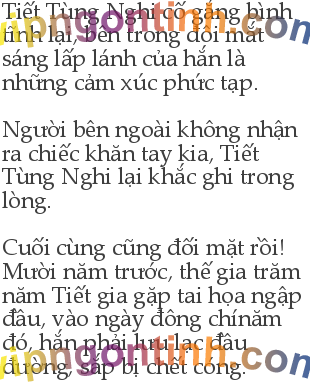 Tiết Tùng Nghi cố gắng bình
tĩnh lại, bên trong đôi mắt
sáng lấp lánh của hắn là
những cảm xúc phức tạp.
Người bên ngoài không nhận
ra chiếc khăn tay kia, Tiết
Tùng Nghi lại khắc ghi trong
lòng.
Cuối cùng cũng đối mặt rồi!
Mười năm trước, thế gia trăm
năm Tiết gia gặp tai họa ngập
đầu, vào ngày đông chínăm
đó, hắn phải lưu lạc đầu
đường, sắp bị chết cóng.